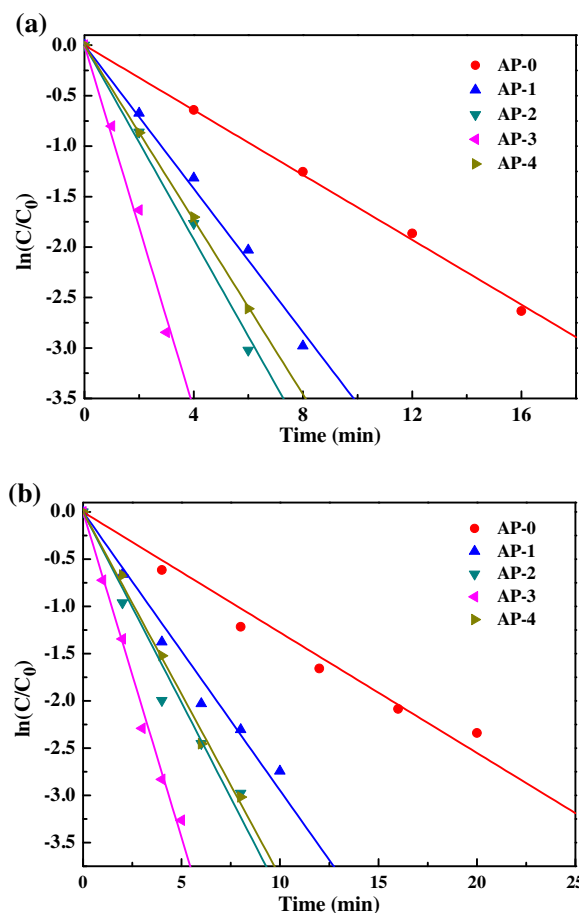 (a)
0.0
-0.5
-1.0
-1.5
-2.0
-2.5
-3.0
-3.5
ln(C/C₀)
AP-0
AP-1
AP-2
AP-3
AP-4
0 4 8 12 16
Time (min)
(b)
0.0
-0.5
-1.0
-1.5
-2.0
-2.5
-3.0
-3.5
ln(C/C₀)
AP-0
AP-1
AP-2
AP-3
AP-4
0 5 10 15 20 25
Time (min)